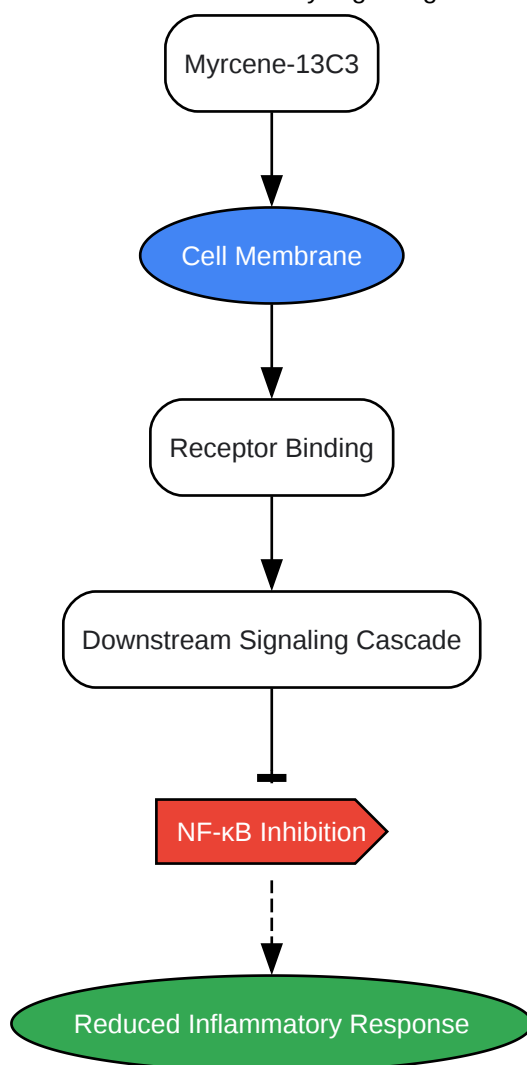 Myrcene-13C3
Cell Membrane
Receptor Binding
Downstream Signaling Cascade
NF-κB Inhibition
Reduced Inflammatory Response